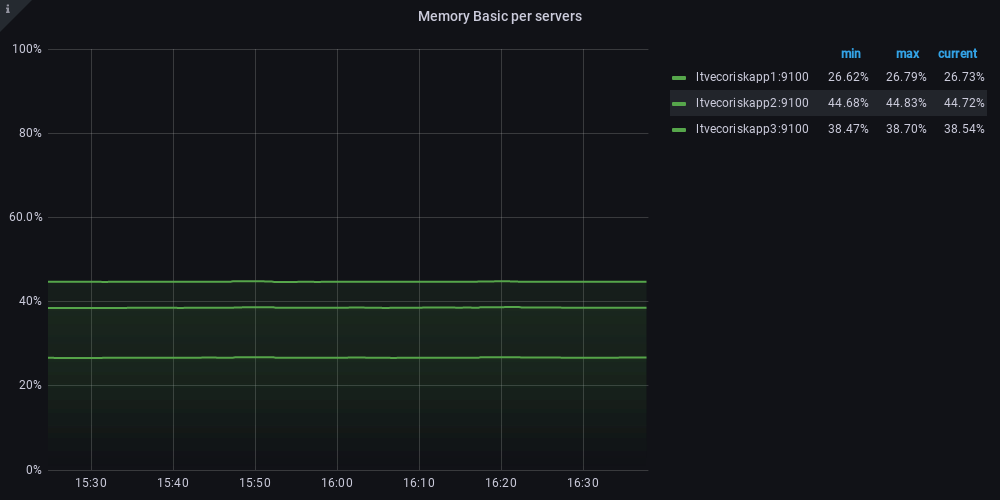 i
Memory Basic per servers
100%
80%
60.0%
40%
20%
0%
15:30 15:40 15:50 16:00 16:10 16:20 16:30
min max current
ltvecoriskapp1:9100 26.62% 26.79% 26.73%
ltvecoriskapp2:9100 44.68% 44.83% 44.72%
ltvecoriskapp3:9100 38.47% 38.70% 38.54%